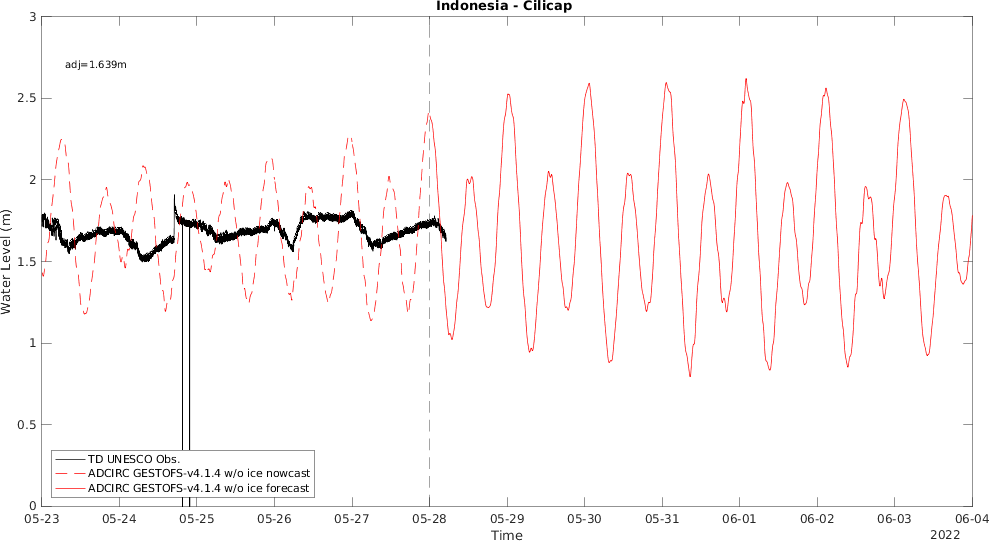 Indonesia - Cilicap
adj=1.639m
Water Level (m)
3
2.5
2
1.5
1
0.5
0
TD UNESCO Obs.
ADCIRC GESTOFS-v4.1.4 w/o ice nowcast
ADCIRC GESTOFS-v4.1.4 w/o ice forecast
05-23 05-24 05-25 05-26 05-27 05-28 05-29 05-30 05-31 06-01 06-02 06-03 06-04
Time
2022